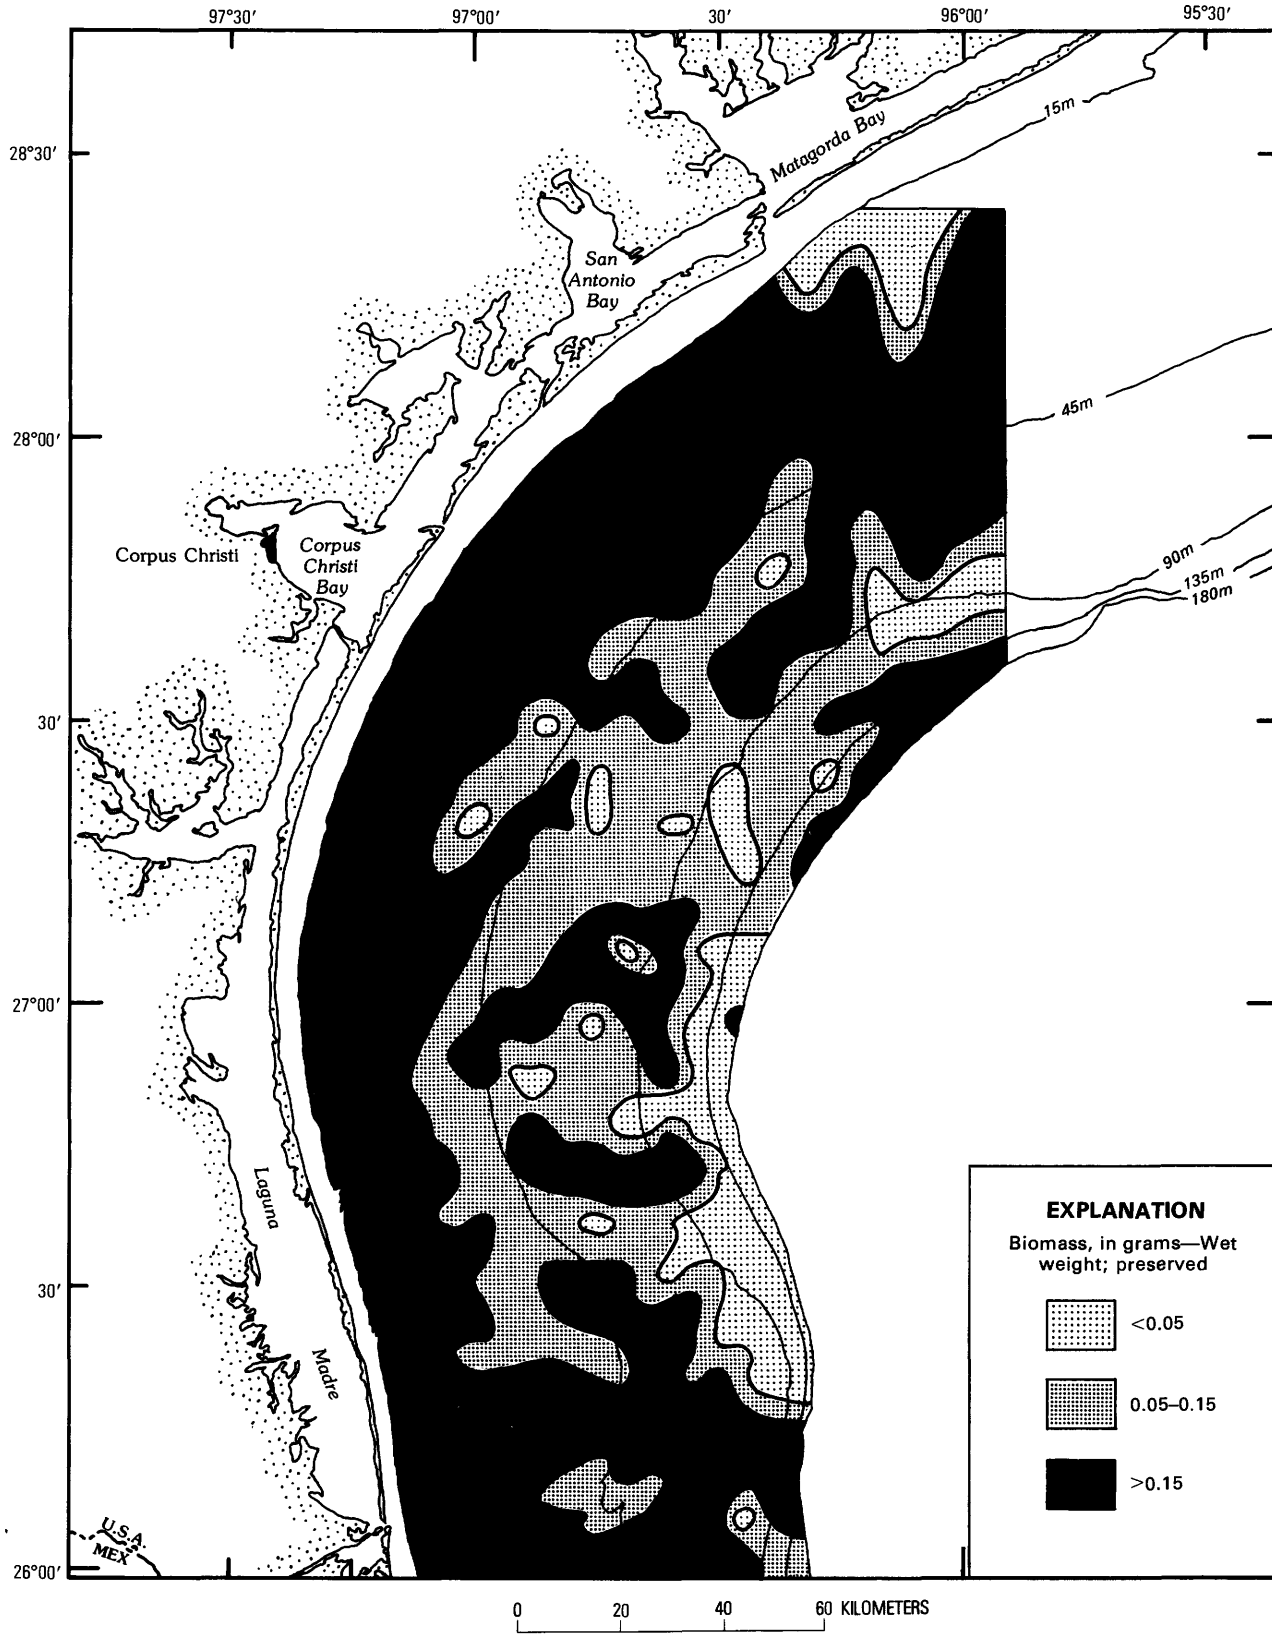 97°30′
97°00′
30′
96°00′
95°30′
15m
28°30′
Matagorda Bay
San
Antonio
Bay
45m
28°00′
Corpus Christi
Corpus
Christi
Bay
90m
135m
180m
30′
27°00′
Laguna
Madre
30′
EXPLANATION
Biomass, in grams—Wet
weight; preserved
<0.05
0.05–0.15
>0.15
U.S.A.
MEX
26°00′
0 20 40 60 KILOMETERS